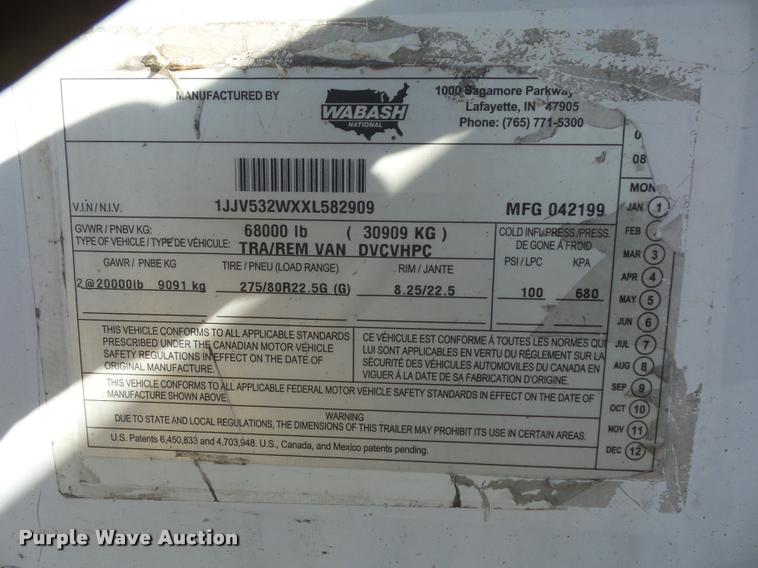 MANUFACTURED BY
WABASH
NATIONAL
1000 Sagamore Parkway
Lafayette, IN 47905
Phone: (765) 771-5300
08
V.I.N / N.I.V. 1JJV532WXXL582909 MFG 042199
GVWR / PNBV KG: 68000 lb ( 30909 KG )
TYPE OF VEHICLE / TYPE DE VÉHICULE: TRA/REM VAN DVCVHPC
COLD INFL. PRESS./PRESS.
DE GONE À FROID
GAWR / PNBE KG TIRE / PNEU (LOAD RANGE) RIM / JANTE PSI / LPC KPA
2@20000lb 9091 kg 275/80R22.5G (G) 8.25/22.5 100 680
THIS VEHICLE CONFORMS TO ALL APPLICABLE STANDARDS
PRESCRIBED UNDER THE CANADIAN MOTOR VEHICLE
SAFETY REGULATIONS IN EFFECT ON THE DATE OF
ORIGINAL MANUFACTURE.
CE VÉHICULE EST CONFORME À TOUTES LES NORMES QUI
LUI SONT APPLICABLES EN VERTU DU RÈGLEMENT SUR LA
SÉCURITÉ DES VÉHICULES AUTOMOBILES DU CANADA EN
VIGUER À LA DATE DE SA FABRICATION D'ORIGINE.
THIS VEHICLE CONFORMS TO ALL APPLICABLE FEDERAL MOTOR VEHICLE SAFETY STANDARDS IN EFFECT ON THE DATE OF
MANUFACTURE SHOWN ABOVE.
WARNING
DUE TO STATE AND LOCAL REGULATIONS, THE DIMENSIONS OF THIS TRAILER MAY PROHIBIT ITS USE IN CERTAIN AREAS.
U.S. Patents 6,450,833 and 4,703,948. U.S., Canada, and Mexico patents pending.
MON
JAN 1
FEB
MAR 3
APR 4
MAY 5
JUN 6
JUL 7
AUG 8
SEP 9
OCT 10
NOV 11
DEC 12
Purple Wave Auction